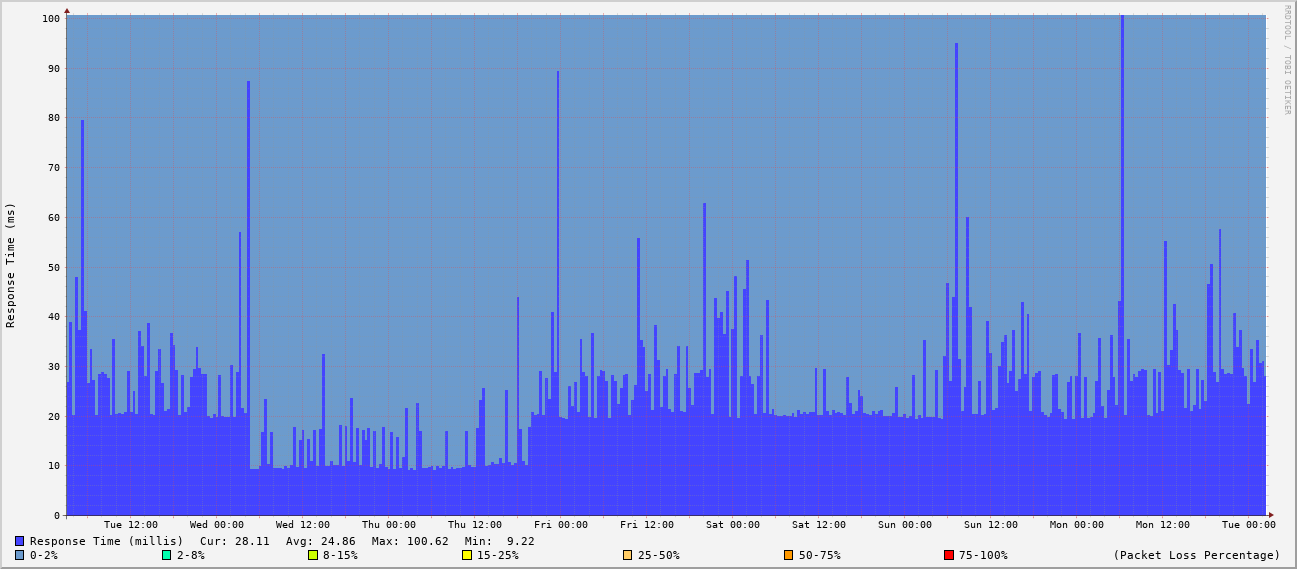 RRDTOOL / TOBI OETIKER
Response Time (ms)
100
90
80
70
60
50
40
30
20
10
0
Tue 12:00 Wed 00:00 Wed 12:00 Thu 00:00 Thu 12:00 Fri 00:00 Fri 12:00 Sat 00:00 Sat 12:00 Sun 00:00 Sun 12:00 Mon 00:00 Mon 12:00 Tue 00:00
Response Time (millis) Cur: 28.11 Avg: 24.86 Max: 100.62 Min: 9.22
0-2% 2-8% 8-15% 15-25% 25-50% 50-75% 75-100% (Packet Loss Percentage)